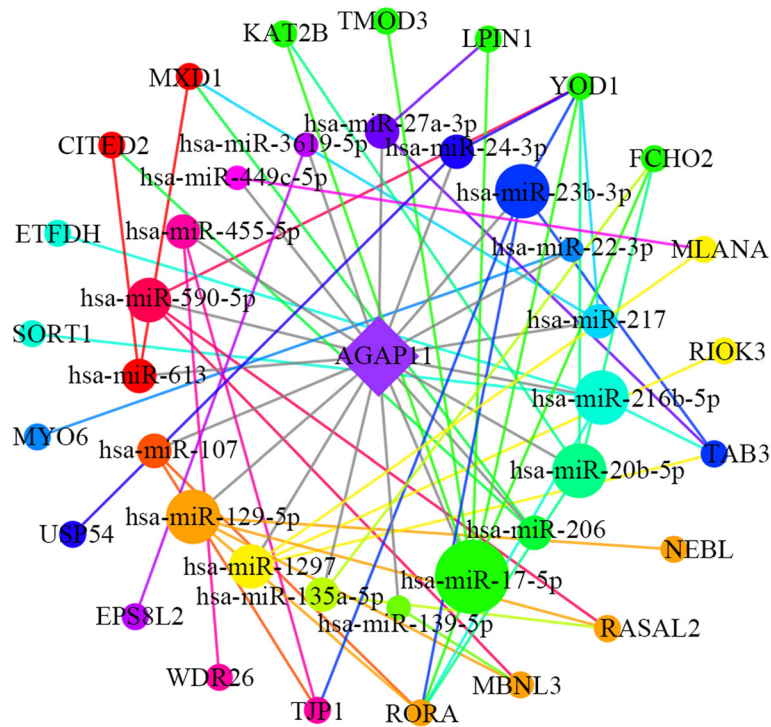 TMOD3
KAT2B
LPIN1
MXD1
YOD1
hsa-miR-27a-3p
hsa-miR-3619-5p
hsa-miR-24-3p
CITED2
FCHO2
hsa-miR-449c-5p
hsa-miR-23b-3p
ETFDH
hsa-miR-455-5p
hsa-miR-22-3p
MLANA
hsa-miR-590-5p
hsa-miR-217
SORT1
AGAP11
RIOK3
hsa-miR-613
hsa-miR-216b-5p
MYO6
hsa-miR-107
hsa-miR-20b-5p
TAB3
hsa-miR-129-5p
hsa-miR-206
USP54
NEBL
hsa-miR-1297
hsa-miR-17-5p
hsa-miR-135a-5p
EPS8L2
hsa-miR-139-5p
RASAL2
WDR26
MBNL3
TJP1
RORA